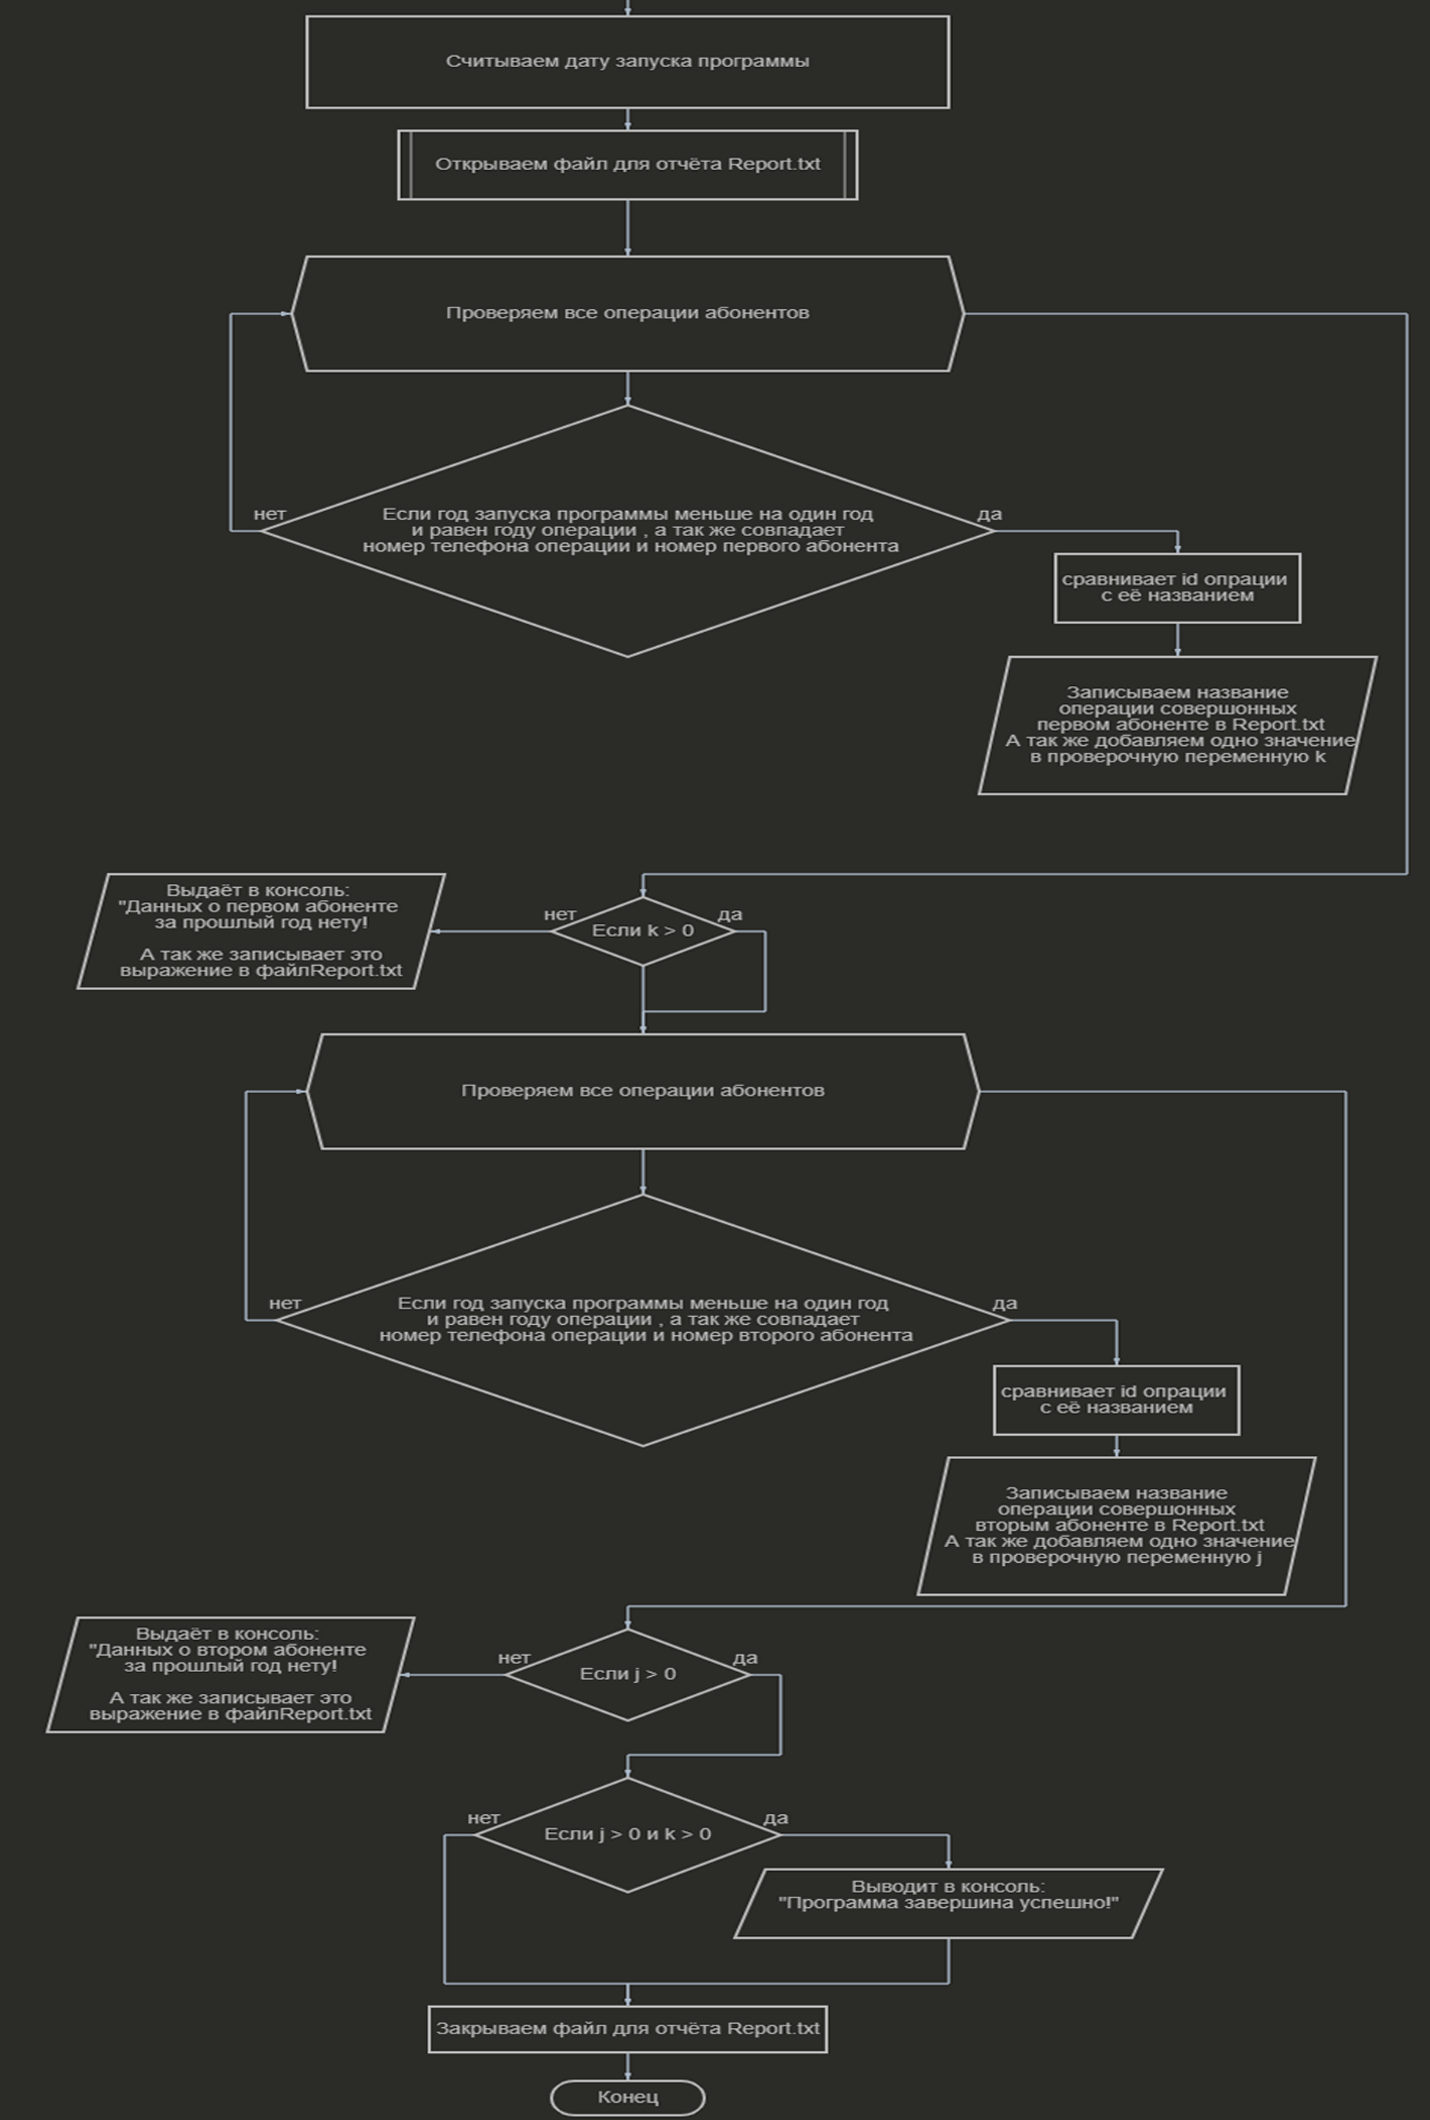 Считываем дату запуска программы
Открываем файл для отчёта Report.txt
Проверяем все операции абонентов
нет
да
Если год запуска программы меньше на один год
и равен году операции , а так же совпадает
номер телефона операции и номер первого абонента
сравнивает id опрации
с её названием
Записываем название
операции совершонных
первом абоненте в Report.txt
А так же добавляем одно значение
в проверочную переменную k
Выдаёт в консоль:
"Данных о первом абоненте
за прошлый год нету!
А так же записывает это
выражение в файлReport.txt
нет
да
Если k > 0
Проверяем все операции абонентов
нет
да
Если год запуска программы меньше на один год
и равен году операции , а так же совпадает
номер телефона операции и номер второго абонента
сравнивает id опрации
с её названием
Записываем название
операции совершонных
вторым абоненте в Report.txt
А так же добавляем одно значение
в проверочную переменную j
Выдаёт в консоль:
"Данных о втором абоненте
за прошлый год нету!
А так же записывает это
выражение в файлReport.txt
нет
да
Если j > 0
нет
да
Если j > 0 и k > 0
Выводит в консоль:
"Программа завершина успешно!"
Закрываем файл для отчёта Report.txt
Конец